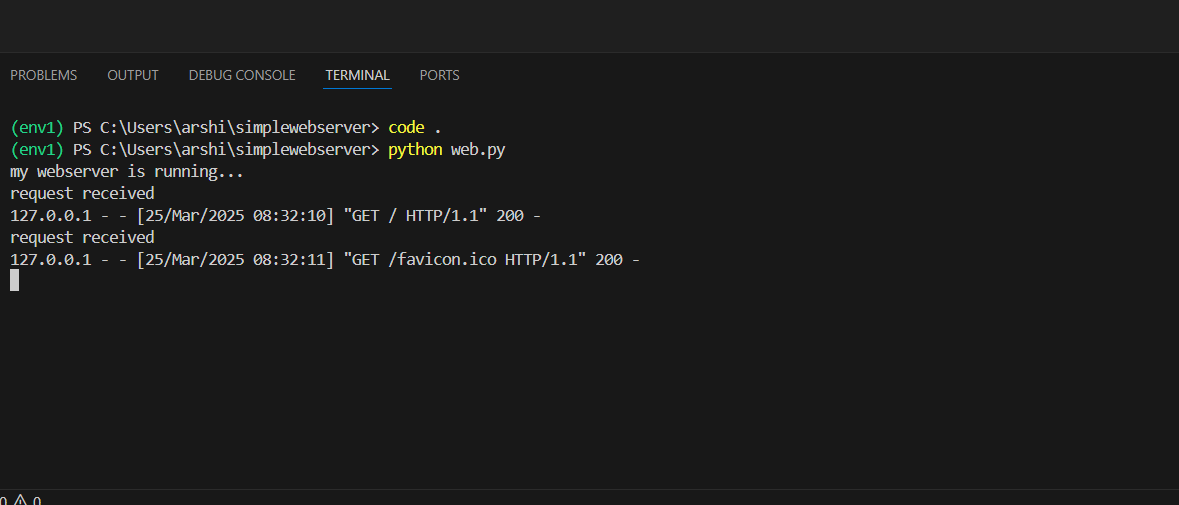 PROBLEMS OUTPUT DEBUG CONSOLE TERMINAL PORTS
(env1) PS C:\Users\arshi\simplewebserver> code .
(env1) PS C:\Users\arshi\simplewebserver> python web.py
my webserver is running...
request received
127.0.0.1 - - [25/Mar/2025 08:32:10] "GET / HTTP/1.1" 200 -
request received
127.0.0.1 - - [25/Mar/2025 08:32:11] "GET /favicon.ico HTTP/1.1" 200 -
0 ⚠ 0